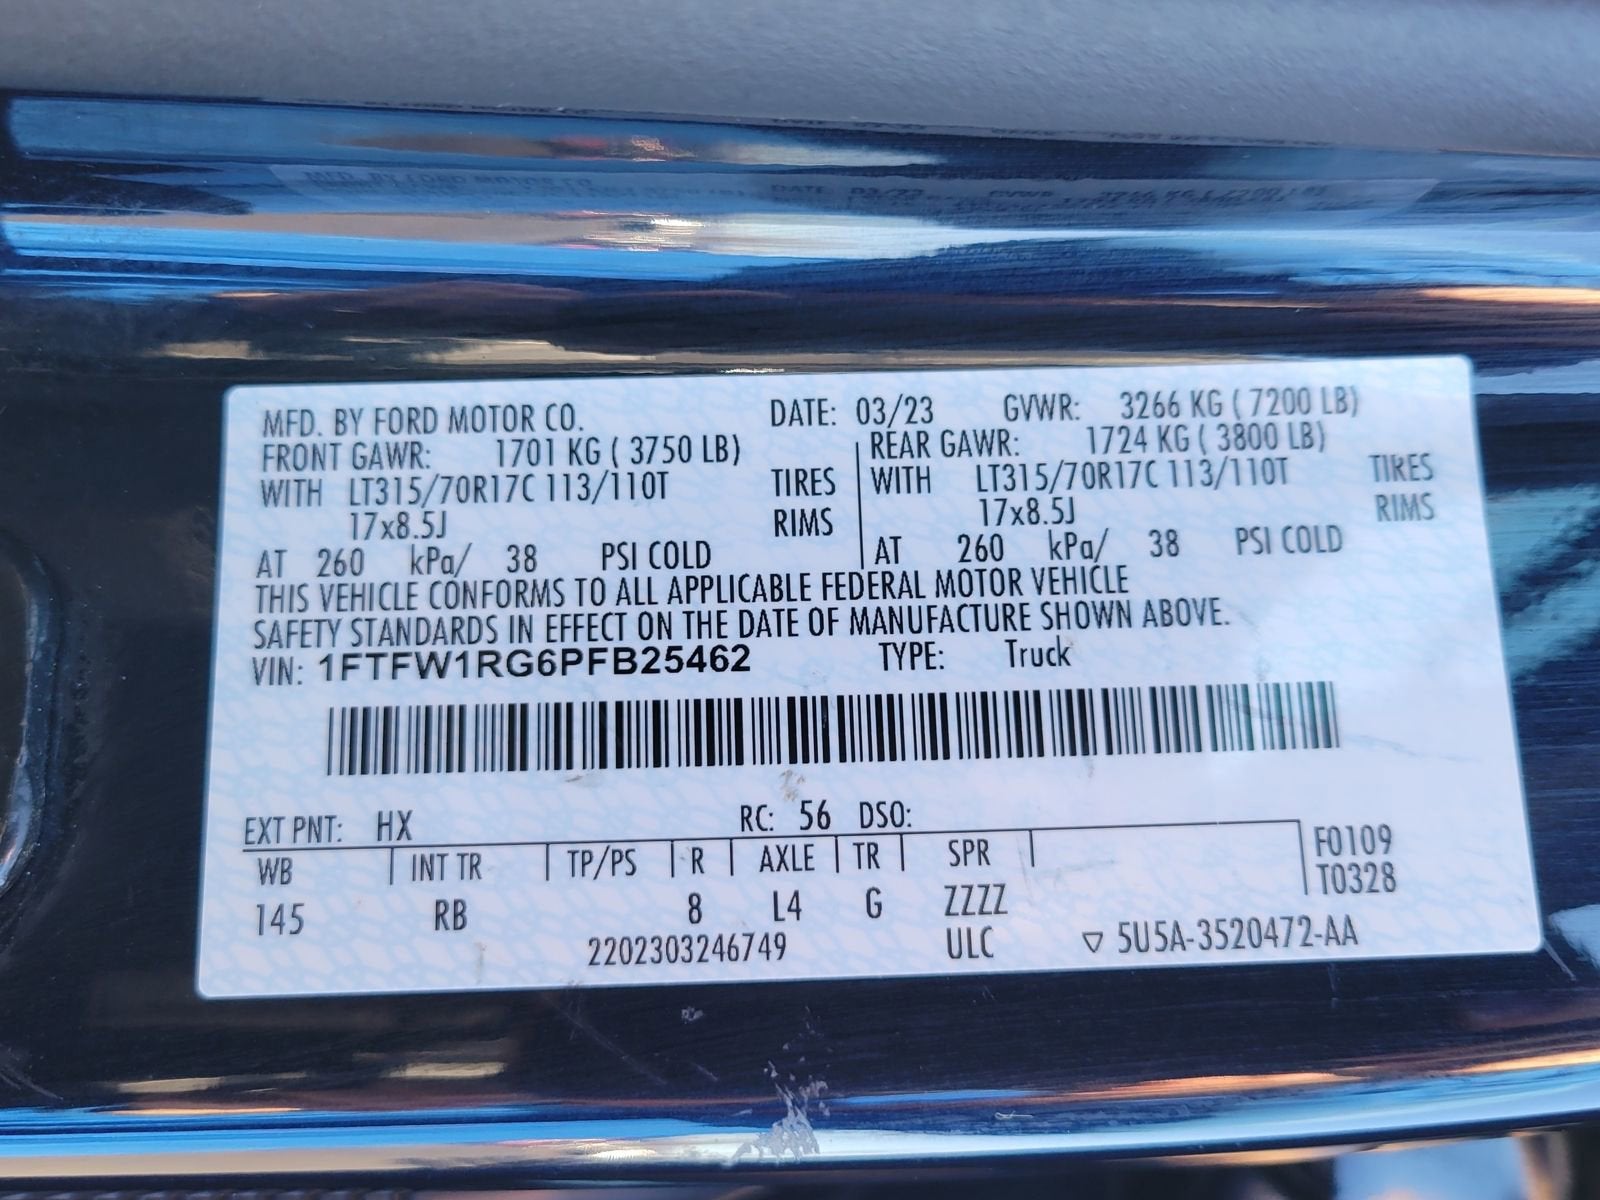 MFD. BY FORD MOTOR CO. DATE: 03/23 GVWR: 3266 KG ( 7200 LB)
FRONT GAWR: 1701 KG ( 3750 LB) REAR GAWR: 1724 KG ( 3800 LB)
WITH LT315/70R17C 113/110T TIRES WITH LT315/70R17C 113/110T TIRES
17x8.5J RIMS 17x8.5J RIMS
AT 260 kPa/ 38 PSI COLD AT 260 kPa/ 38 PSI COLD
THIS VEHICLE CONFORMS TO ALL APPLICABLE FEDERAL MOTOR VEHICLE
SAFETY STANDARDS IN EFFECT ON THE DATE OF MANUFACTURE SHOWN ABOVE.
VIN: 1FTFW1RG6PFB25462 TYPE: Truck
EXT PNT: HX RC: 56 DSO:
WB INT TR TP/PS R AXLE TR SPR F0109
T0328
145 RB 8 L4 G ZZZZ
2202303246749 ULC ▽ 5U5A-3520472-AA